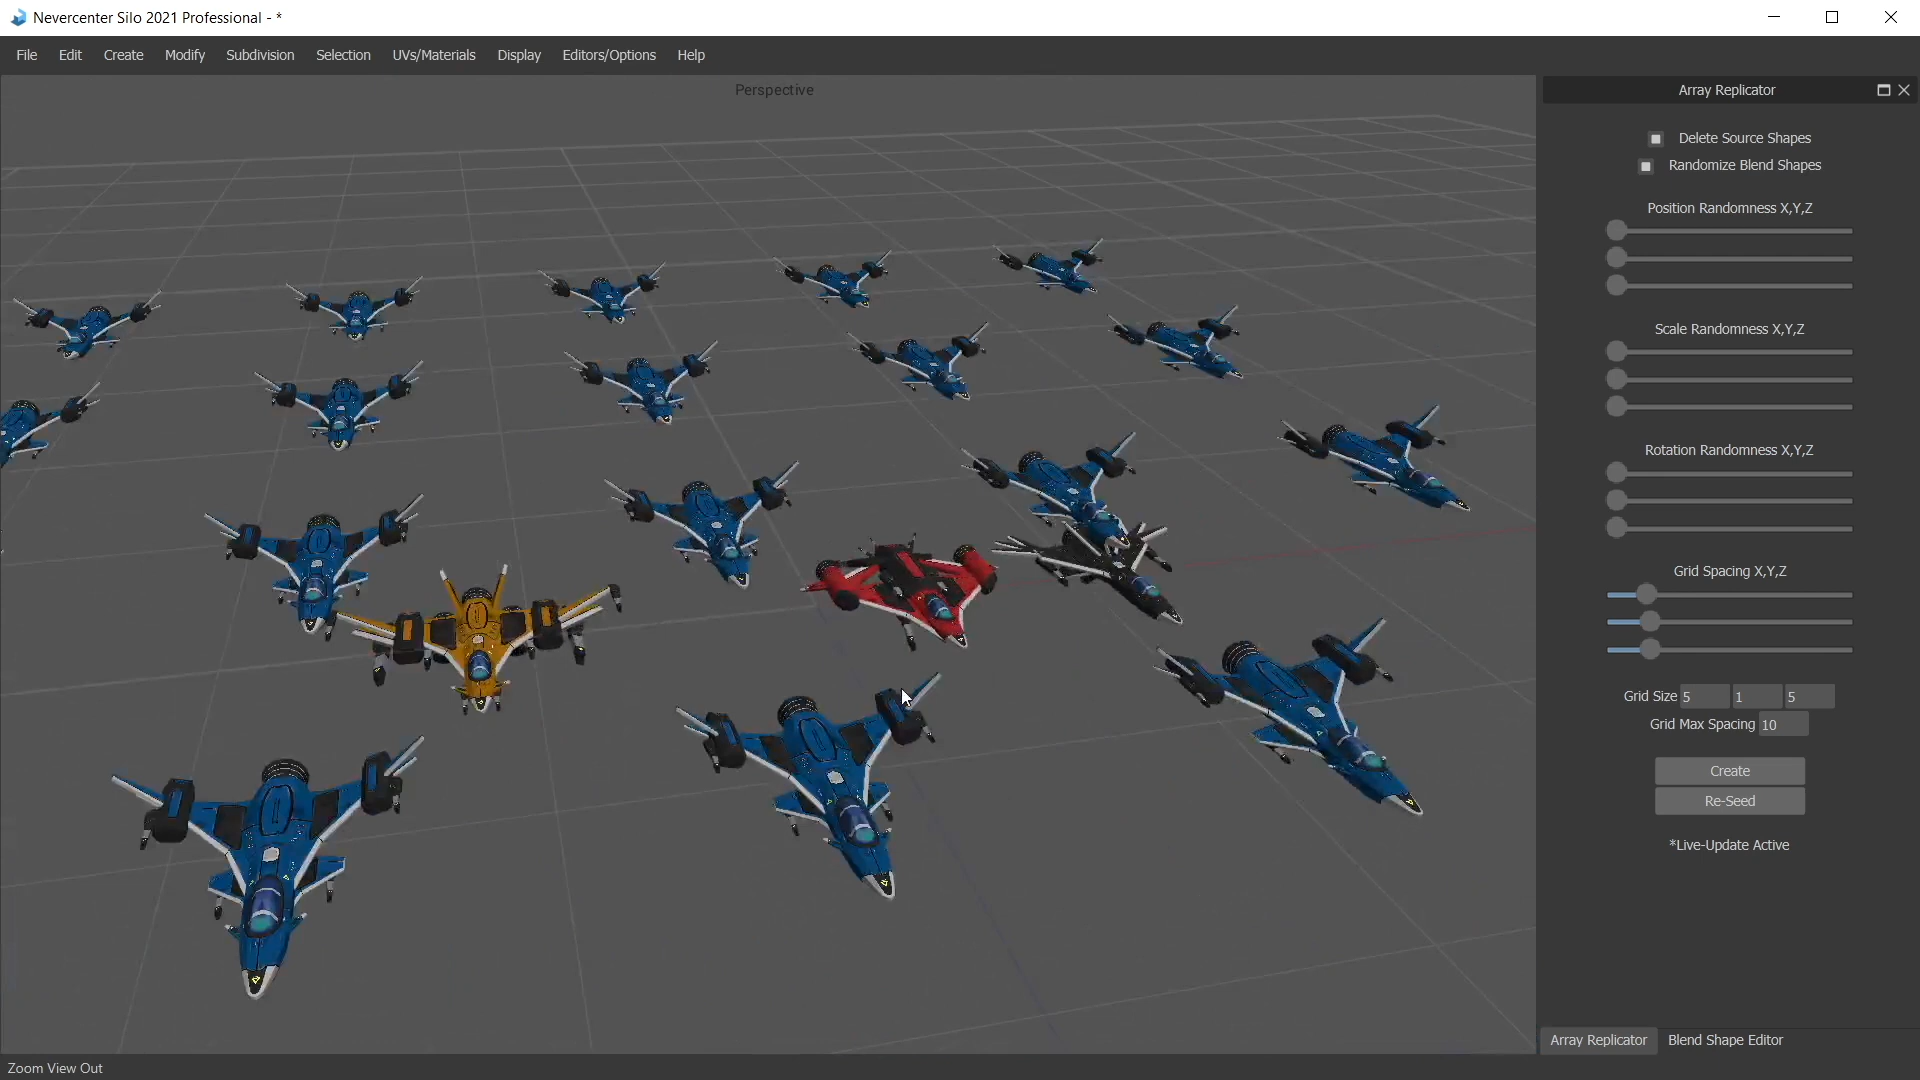 Nevercenter Silo 2021 Professional - *
File Edit Create Modify Subdivision Selection UVs/Materials Display Editors/Options Help
Perspective
Array Replicator
Delete Source Shapes
Randomize Blend Shapes
Position Randomness X,Y,Z
Scale Randomness X,Y,Z
Rotation Randomness X,Y,Z
Grid Spacing X,Y,Z
Grid Size 5 1 5
Grid Max Spacing 10
Create
Re-Seed
*Live-Update Active
Array Replicator Blend Shape Editor
Zoom View Out